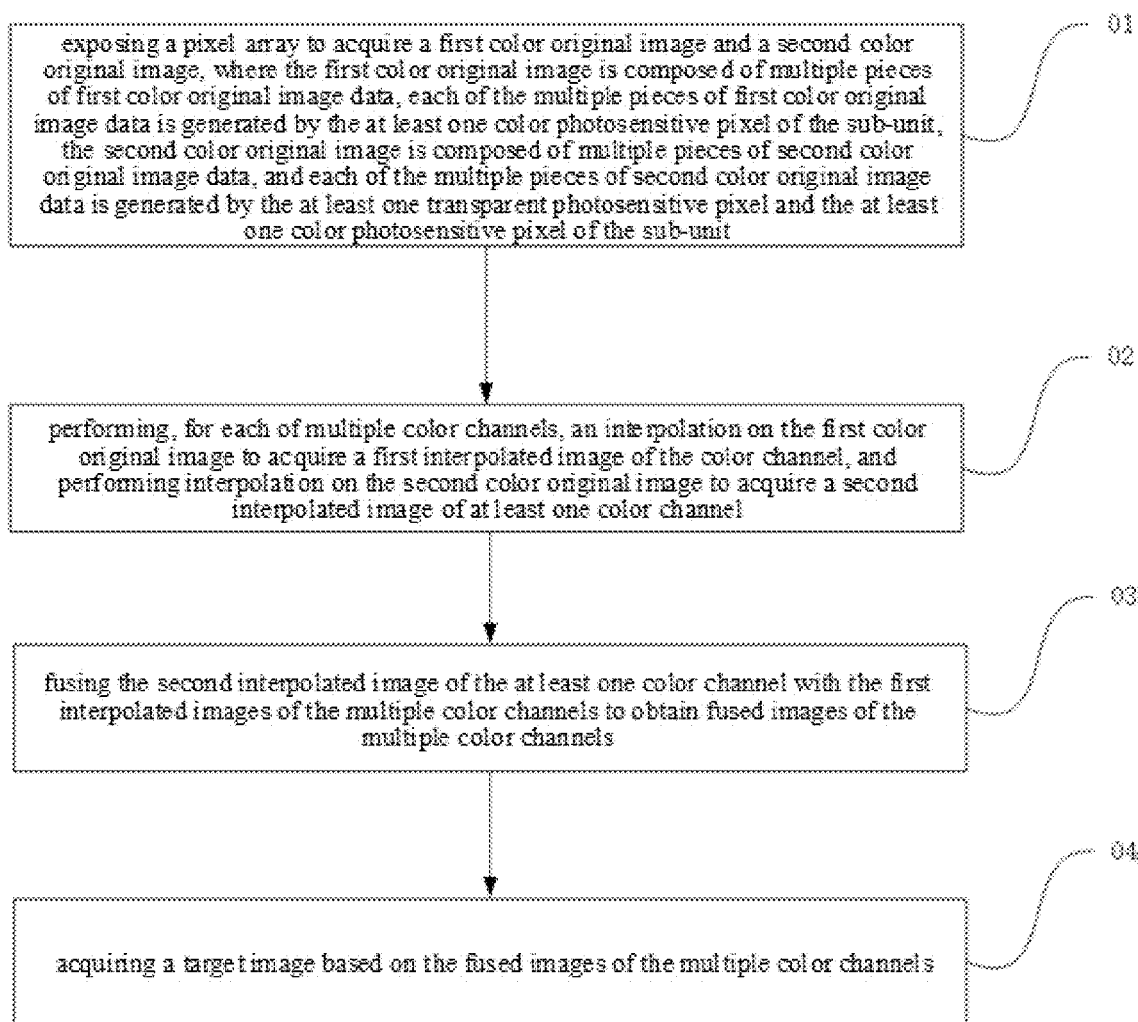 01
exposing a pixel array to acquire a first color original image and a second color
original image, where the first color original image is composed of multiple pieces
of first color original image data, each of the multiple pieces of first color original
image data is generated by the at least one color photosensitive pixel of the sub-unit,
the second color original image is composed of multiple pieces of second color
original image data, and each of the multiple pieces of second color original image
data is generated by the at least one transparent photosensitive pixel and the at least
one color photosensitive pixel of the sub-unit
02
performing, for each of multiple color channels, an interpolation on the first color
original image to acquire a first interpolated image of the color channel, and
performing interpolation on the second color original image to acquire a second
interpolated image of at least one color channel
03
fusing the second interpolated image of the at least one color channel with the first
interpolated images of the multiple color channels to obtain fused images of the
multiple color channels
04
acquiring a target image based on the fused images of the multiple color channels